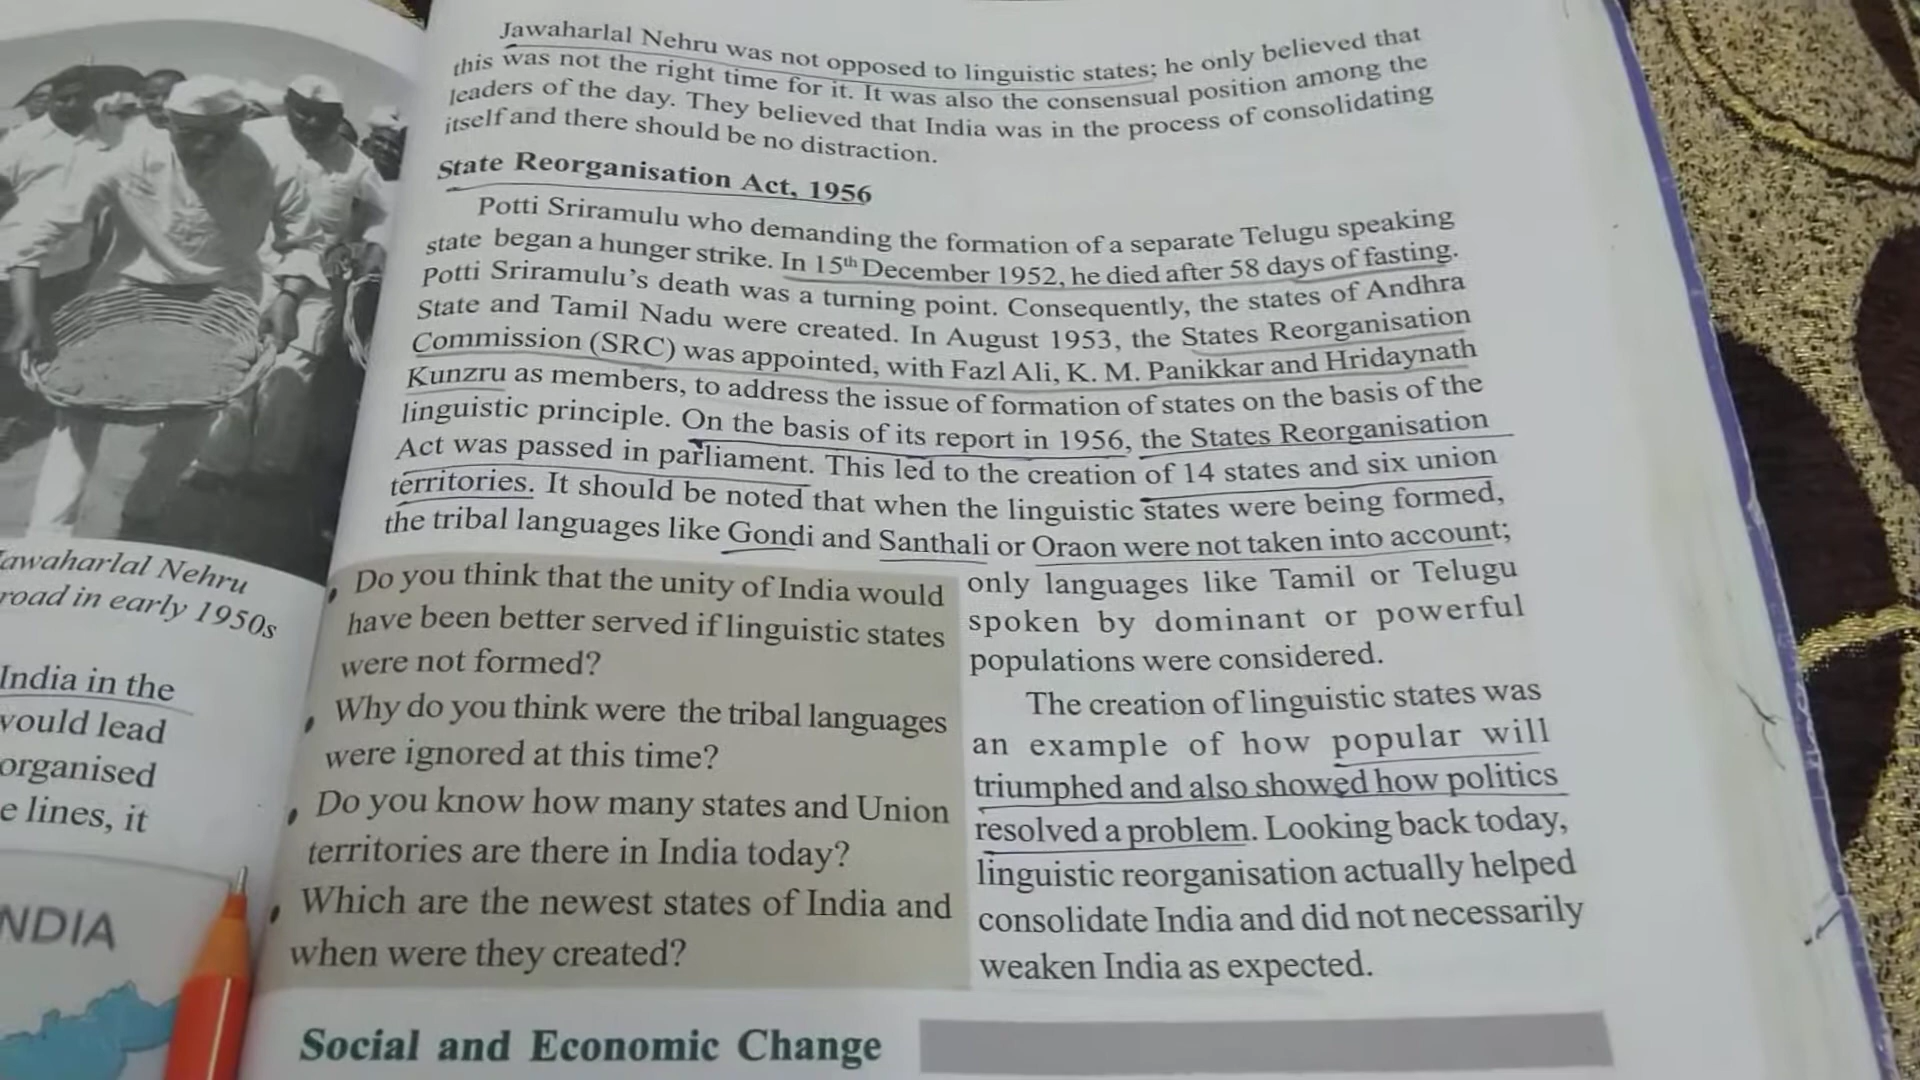 Jawaharlal Nehru
road in early 1950s
India in the
would lead
organised
e lines, it
NDIA
Jawaharlal Nehru was not opposed to linguistic states; he only believed that
this was not the right time for it. It was also the consensual position among the
leaders of the day. They believed that India was in the process of consolidating
itself and there should be no distraction.
State Reorganisation Act, 1956
Potti Sriramulu who demanding the formation of a separate Telugu speaking
state began a hunger strike. In 15th December 1952, he died after 58 days of fasting.
Potti Sriramulu's death was a turning point. Consequently, the states of Andhra
State and Tamil Nadu were created. In August 1953, the States Reorganisation
Commission (SRC) was appointed, with Fazl Ali, K. M. Panikkar and Hridaynath
Kunzru as members, to address the issue of formation of states on the basis of the
linguistic principle. On the basis of its report in 1956, the States Reorganisation
Act was passed in parliament. This led to the creation of 14 states and six union
territories. It should be noted that when the linguistic states were being formed,
the tribal languages like Gondi and Santhali or Oraon were not taken into account;
only languages like Tamil or Telugu
spoken by dominant or powerful
populations were considered.
The creation of linguistic states was
an example of how popular will
triumphed and also showed how politics
resolved a problem. Looking back today,
linguistic reorganisation actually helped
consolidate India and did not necessarily
weaken India as expected.
• Do you think that the unity of India would
have been better served if linguistic states
were not formed?
• Why do you think were the tribal languages
were ignored at this time?
• Do you know how many states and Union
territories are there in India today?
• Which are the newest states of India and
when were they created?
Social and Economic Change